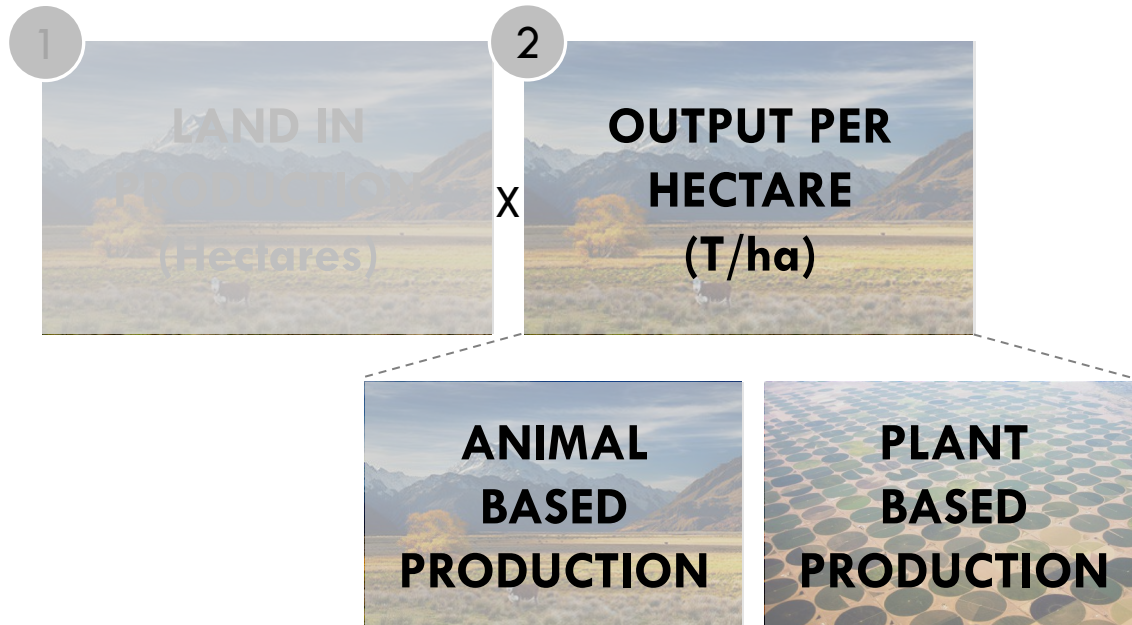 1
LAND IN
PRODUCTION
(Hectares)
X
2
OUTPUT PER
HECTARE
(T/ha)
ANIMAL
BASED
PRODUCTION
PLANT
BASED
PRODUCTION